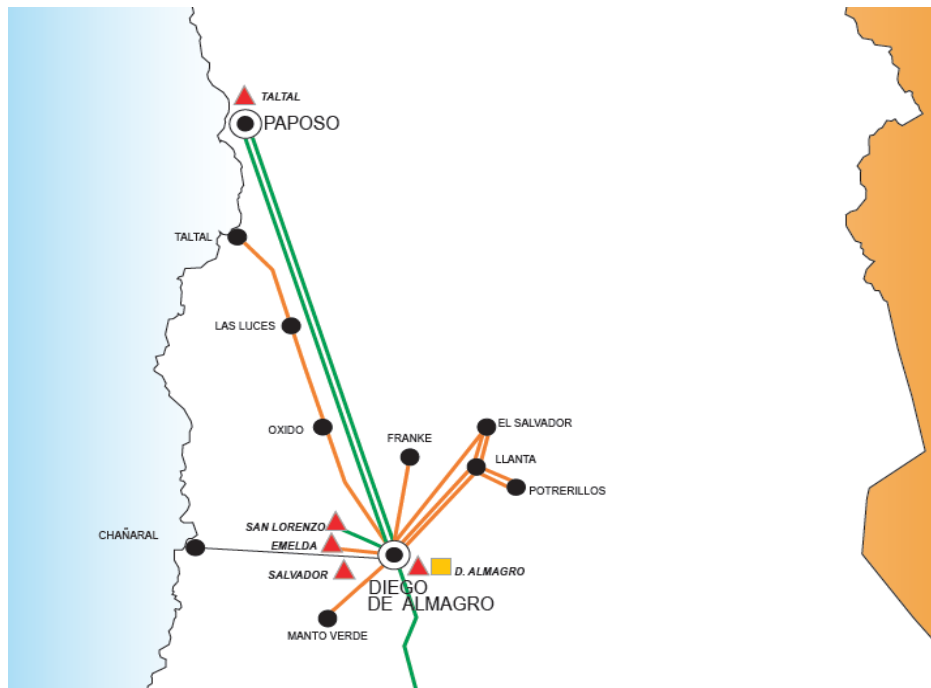 TALTAL
PAPOSO
TALTAL
LAS LUCES
OXIDO
FRANKE
EL SALVADOR
LLANTA
POTRERILLOS
SAN LORENZO
CHAÑARAL
EMELDA
SALVADOR
D. ALMAGRO
DIEGO
DE ALMAGRO
MANTO VERDE